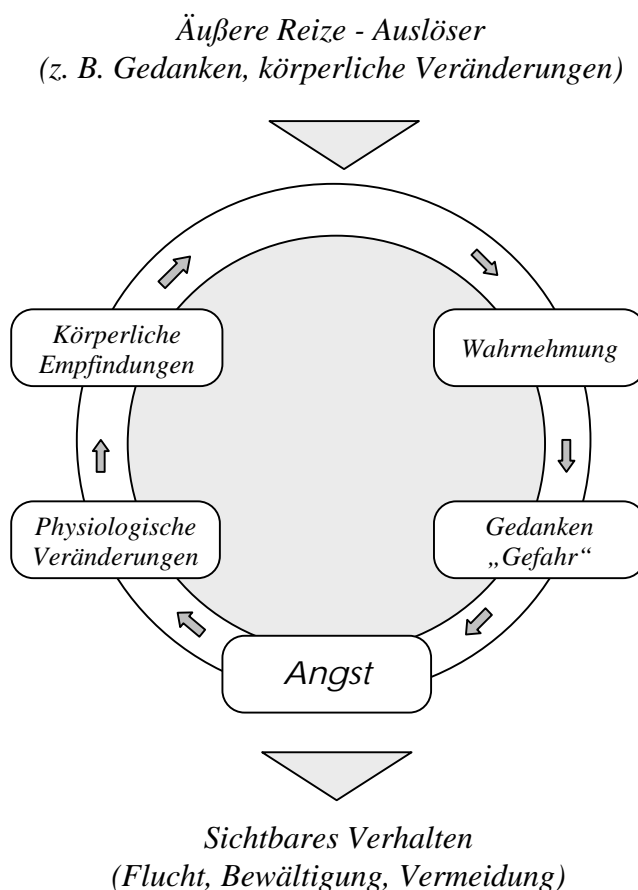 Äußere Reize - Auslöser
(z. B. Gedanken, körperliche Veränderungen)
Körperliche
Empfindungen
Wahrnehmung
Physiologische
Veränderungen
Gedanken
„Gefahr“
Angst
Sichtbares Verhalten
(Flucht, Bewältigung, Vermeidung)